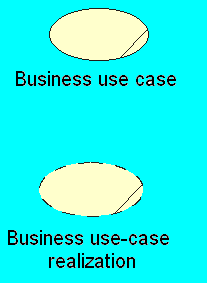 Business use case
Business use-case
realization